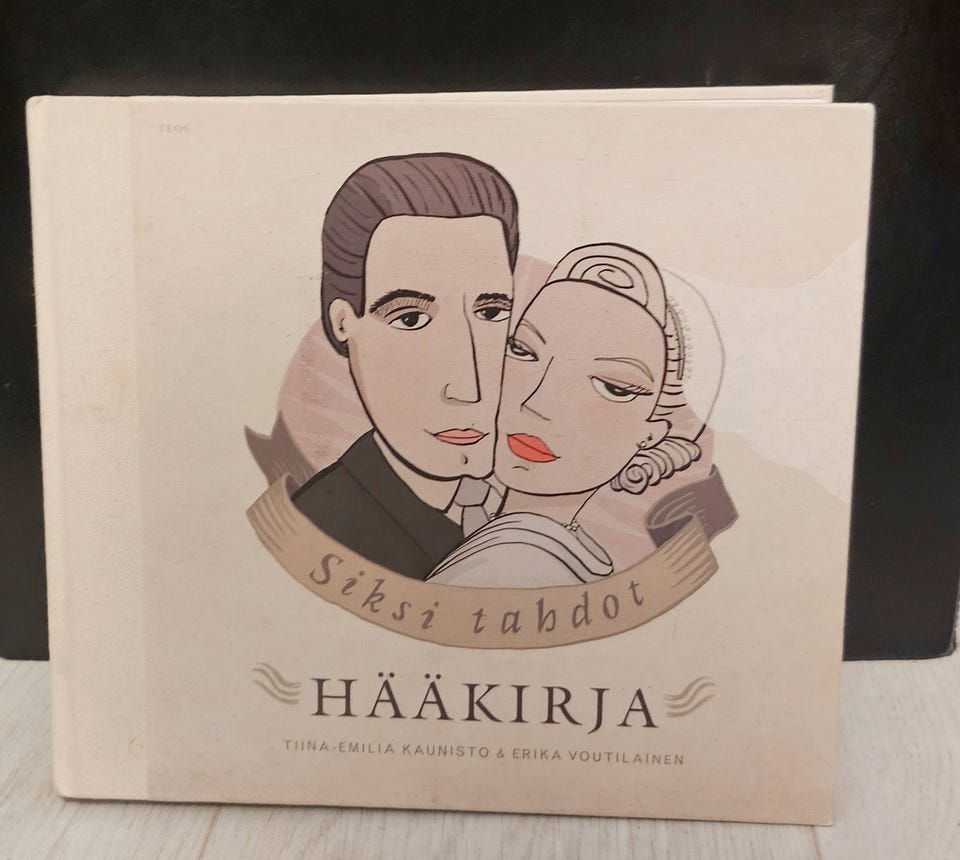 TEOS
Siksi tahdot
HÄÄKIRJA
TIINA-EMILIA KAUNISTO & ERIKA VOUTILAINEN